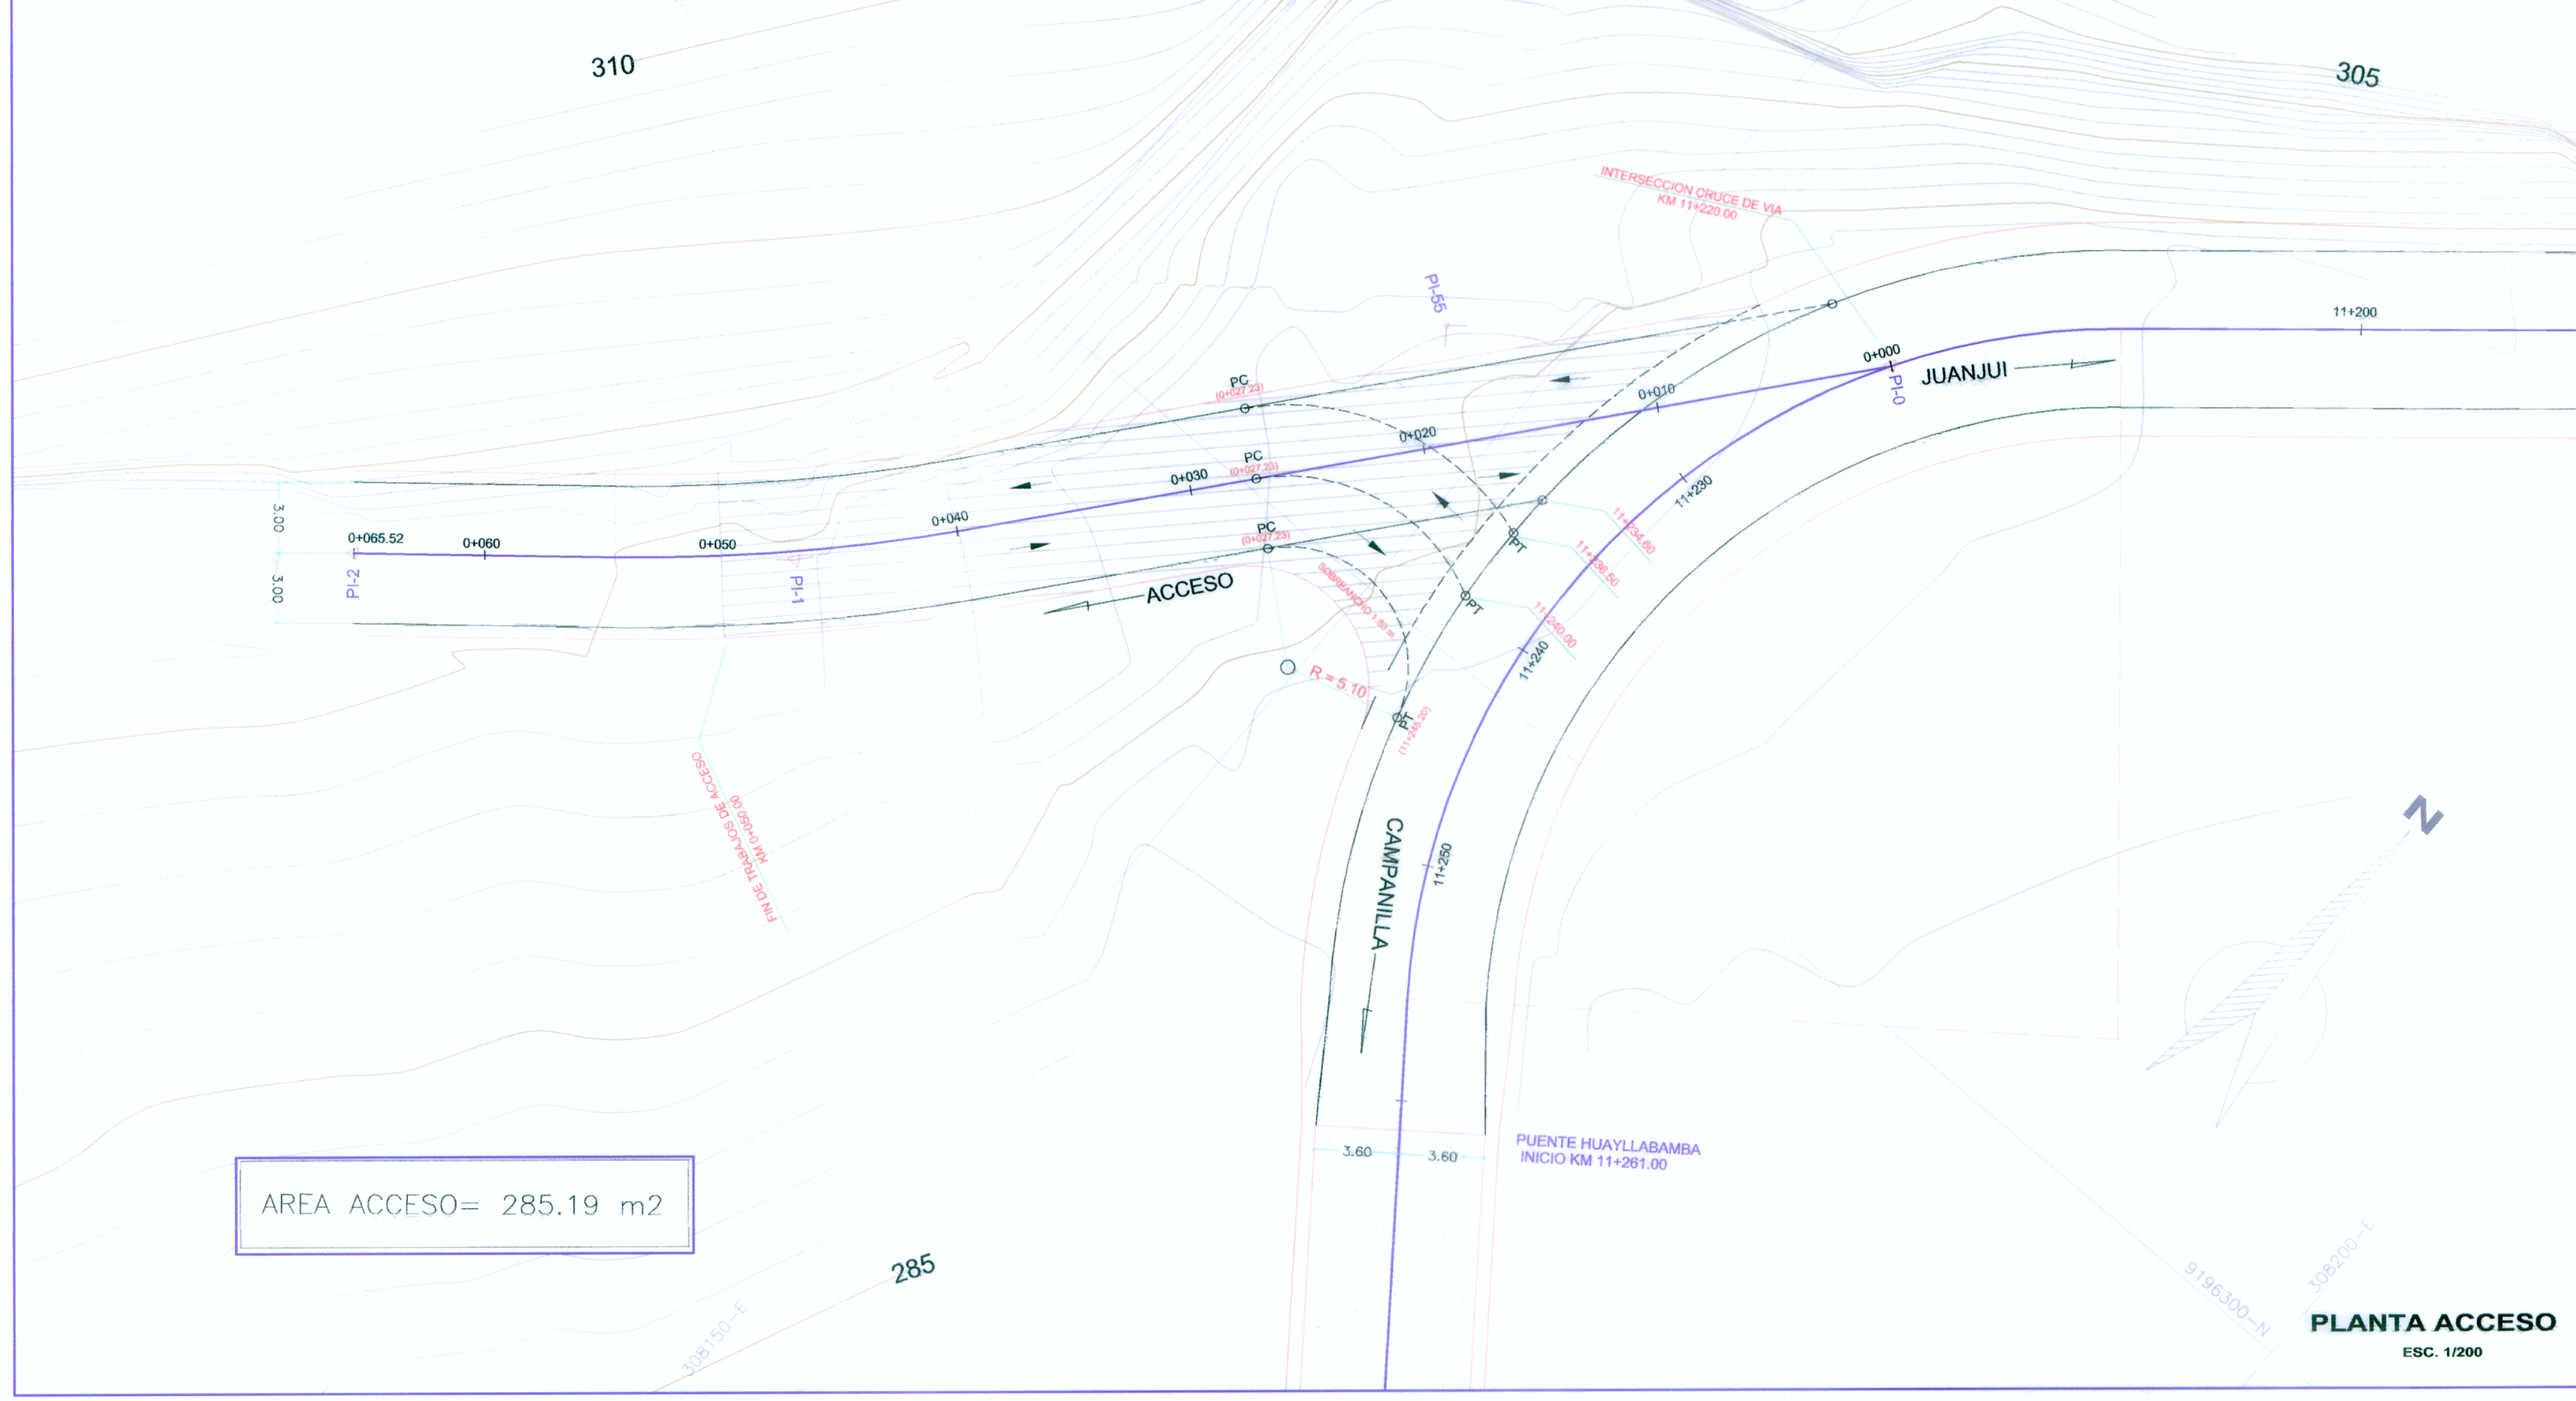 310
305
INTERSECCION CRUCE DE VIA
KM 11+220.00
PI-55
11+200
0+000
PI-0
JUANJUI
PC
(0+027.23)
0+010
0+020
PC
(0+027.23)
0+030
0+040
PC
(0+027.23)
3.00
3.00
0+065.52
0+060
0+050
PI-2
PI-1
ACCESO
SOBREANCHO 1.60 m.
R = 5.10
PT
11+234.60
PT
11+236.50
PT
11+240.00
(11+245.20)
11+230
11+240
11+250
FIN DE TRABAJOS DE ACCESO
KM 0+050.00
CAMPANILLA
N
3.60
3.60
PUENTE HUAYLLABAMBA
INICIO KM 11+261.00
AREA ACCESO= 285.19 m2
285
308150-E
9196300-N
308200-E
PLANTA ACCESO
ESC. 1/200